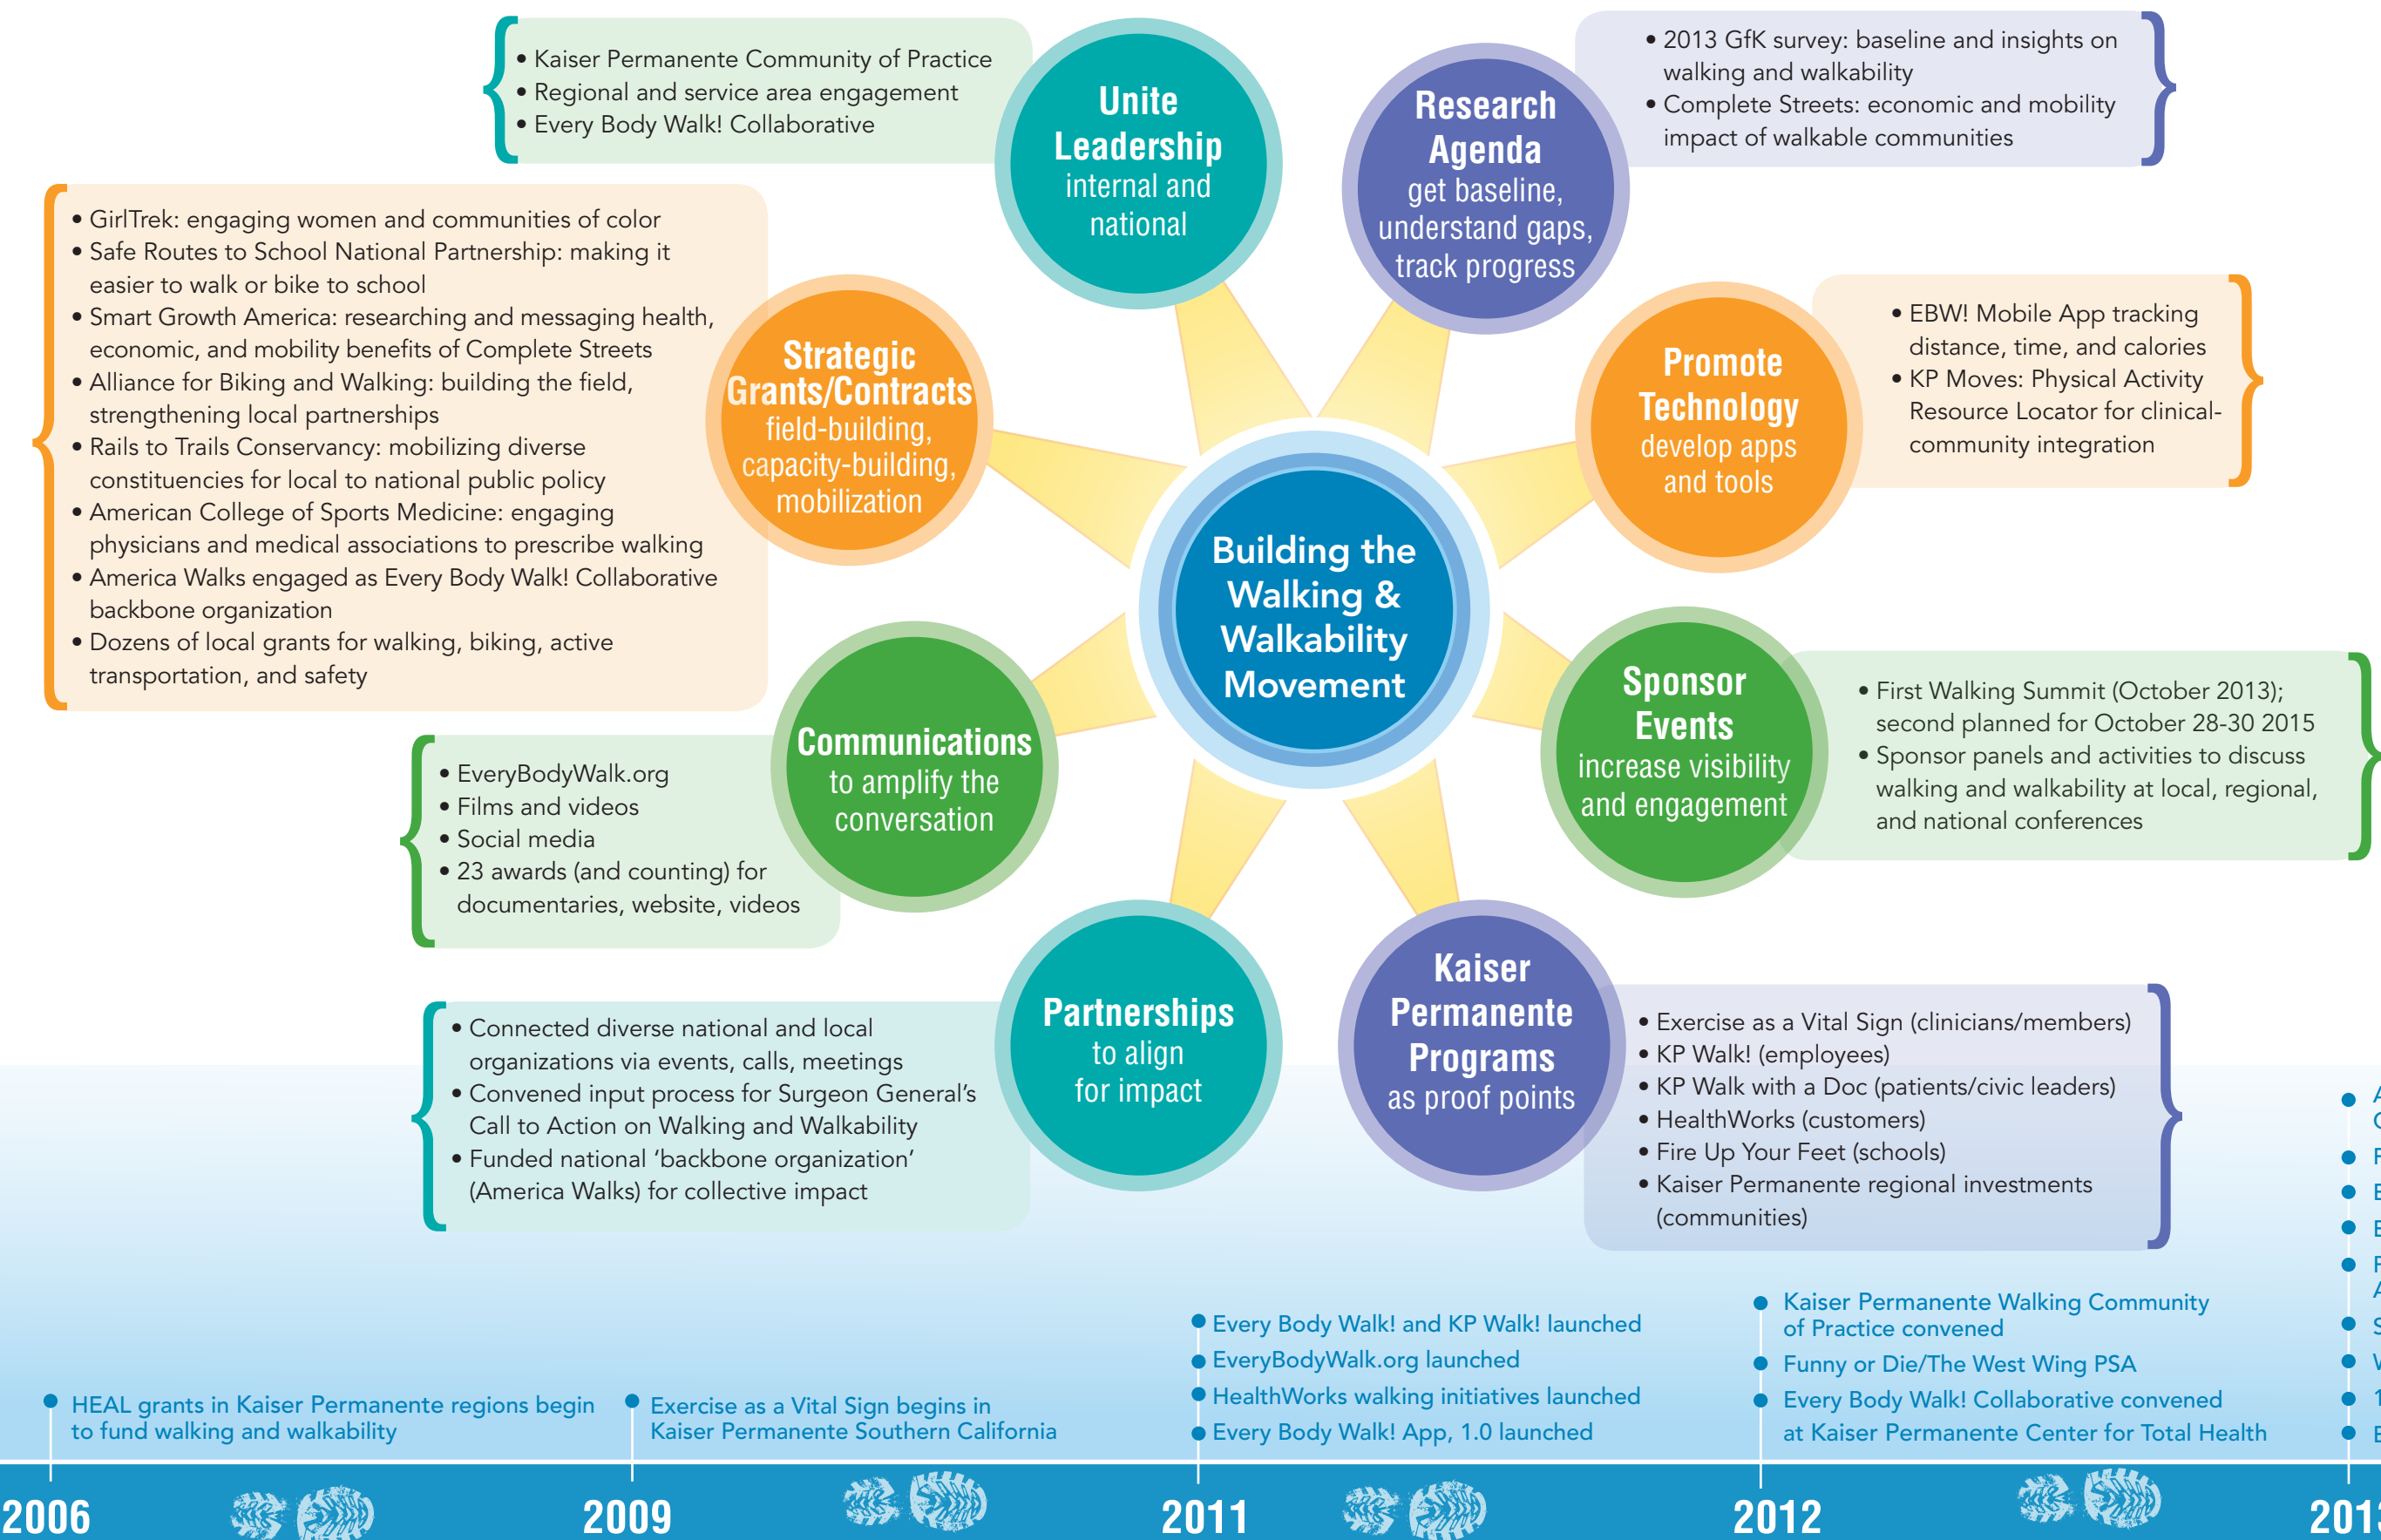 • Kaiser Permanente Community of Practice
• Regional and service area engagement
• Every Body Walk! Collaborative
Unite
Leadership
internal and
national
Research
Agenda
get baseline,
understand gaps,
track progress
• 2013 GfK survey: baseline and insights on
walking and walkability
• Complete Streets: economic and mobility
impact of walkable communities
• GirlTrek: engaging women and communities of color
• Safe Routes to School National Partnership: making it
easier to walk or bike to school
• Smart Growth America: researching and messaging health,
economic, and mobility benefits of Complete Streets
• Alliance for Biking and Walking: building the field,
strengthening local partnerships
• Rails to Trails Conservancy: mobilizing diverse
constituencies for local to national public policy
• American College of Sports Medicine: engaging
physicians and medical associations to prescribe walking
• America Walks engaged as Every Body Walk! Collaborative
backbone organization
• Dozens of local grants for walking, biking, active
transportation, and safety
Strategic
Grants/Contracts
field-building,
capacity-building,
mobilization
Promote
Technology
develop apps
and tools
• EBW! Mobile App tracking
distance, time, and calories
• KP Moves: Physical Activity
Resource Locator for clinical-
community integration
Building the
Walking &
Walkability
Movement
• EveryBodyWalk.org
• Films and videos
• Social media
• 23 awards (and counting) for
documentaries, website, videos
Communications
to amplify the
conversation
Sponsor
Events
increase visibility
and engagement
• First Walking Summit (October 2013);
second planned for October 28-30 2015
• Sponsor panels and activities to discuss
walking and walkability at local, regional,
and national conferences
• Connected diverse national and local
organizations via events, calls, meetings
• Convened input process for Surgeon General’s
Call to Action on Walking and Walkability
• Funded national ‘backbone organization’
(America Walks) for collective impact
Partnerships
to align
for impact
Kaiser
Permanente
Programs
as proof points
• Exercise as a Vital Sign (clinicians/members)
• KP Walk! (employees)
• KP Walk with a Doc (patients/civic leaders)
• HealthWorks (customers)
• Fire Up Your Feet (schools)
• Kaiser Permanente regional investments
(communities)
• HEAL grants in Kaiser Permanente regions begin
to fund walking and walkability
• Exercise as a Vital Sign begins in
Kaiser Permanente Southern California
• Every Body Walk! and KP Walk! launched
• EveryBodyWalk.org launched
• HealthWorks walking initiatives launched
• Every Body Walk! App, 1.0 launched
• Kaiser Permanente Walking Community
of Practice convened
• Funny or Die/The West Wing PSA
• Every Body Walk! Collaborative convened
at Kaiser Permanente Center for Total Health
2006
2009
2011
2012
2013